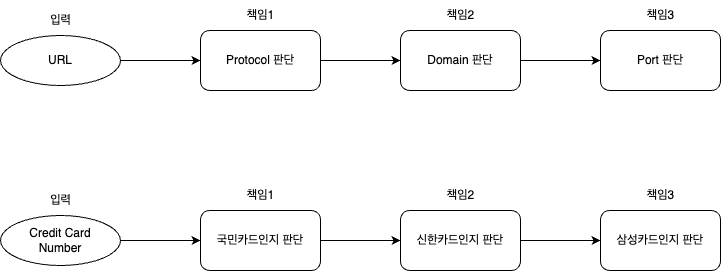 입력
책임1
책임2
책임3
URL
Protocol 판단
Domain 판단
Port 판단
입력
책임1
책임2
책임3
Credit Card
Number
국민카드인지 판단
신한카드인지 판단
삼성카드인지 판단